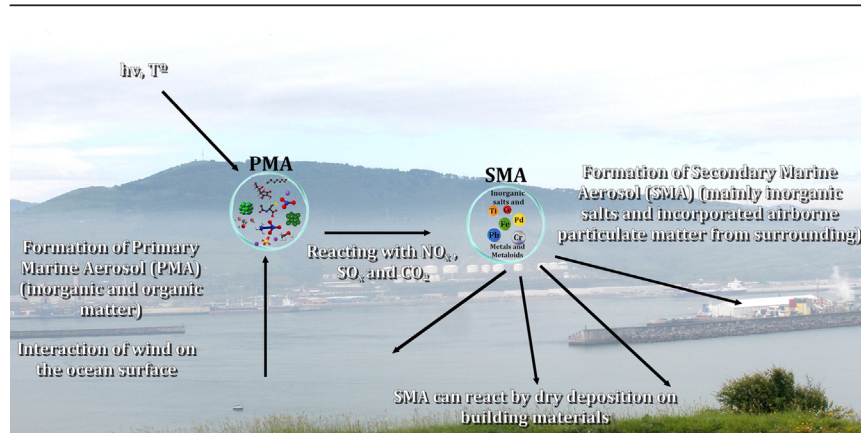 hν, Tº
PMA
SMA
Inorganic
salts and
Ti
Pd
Fe
Pb
Metals and
Metaloids
Formation of Secondary Marine
Aerosol (SMA) (mainly inorganic
salts and incorporated airborne
particulate matter from surrounding)
Formation of Primary
Marine Aerosol (PMA)
(inorganic and organic
matter)
Reacting with NOₓ,
SOₓ and CO₂
Interaction of wind on
the ocean surface
SMA can react by dry deposition on
building materials